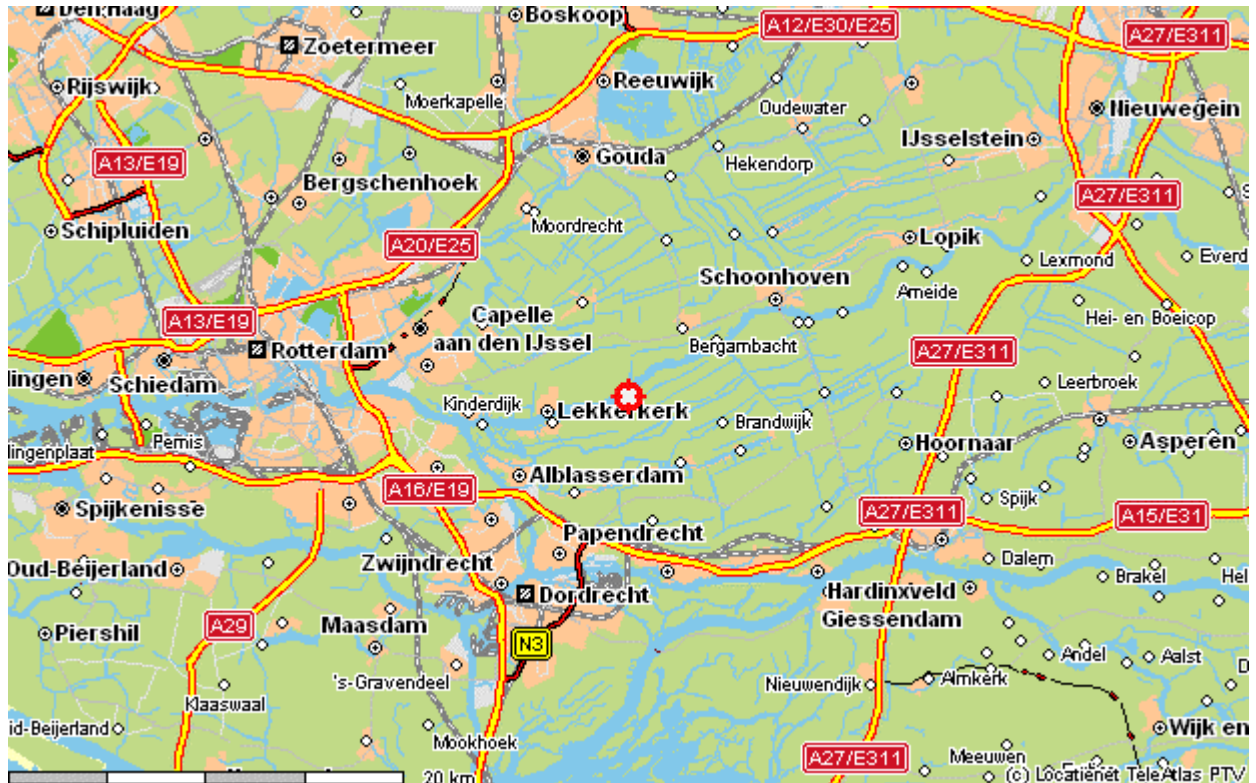 Den Haag
Boskoop
A12/E30/E25
A27/E311
Zoetermeer
Rijswijk
Reeuwijk
Moerkapelle
Oudewater
Nieuwegein
IJsselstein
A13/E19
Gouda
Hekendorp
Bergschenhoek
A27/E311
Moordrecht
Schipluiden
A20/E25
Lopik
Lexmond
Everd
Schoonhoven
Ameide
A13/E19
Capelle
aan den IJssel
Hei- en Boeicop
Rotterdam
Bergambacht
A27/E311
lingen
Schiedam
Leerbroek
Kinderdijk
Lekkerkerk
Brandwijk
Pernis
Hoornaar
Asperen
lingenplaat
Alblasserdam
A16/E19
Spijk
Spijkenisse
A27/E311
A15/E31
Papendrecht
Zwijndrecht
Dalem
Oud-Beijerland
Brakel
Hel
Dordrecht
Hardinxveld
Giessendam
A29
Piershil
Maasdam
N3
Andel
Aalst
's-Gravendeel
Nieuwendijk
Almkerk
D
Klaaswaal
id-Beijerland
Wijk en
Mookhoek
A27/E311
Meeuwen
20 km
(c) Locatienet TeleAtlas PTV